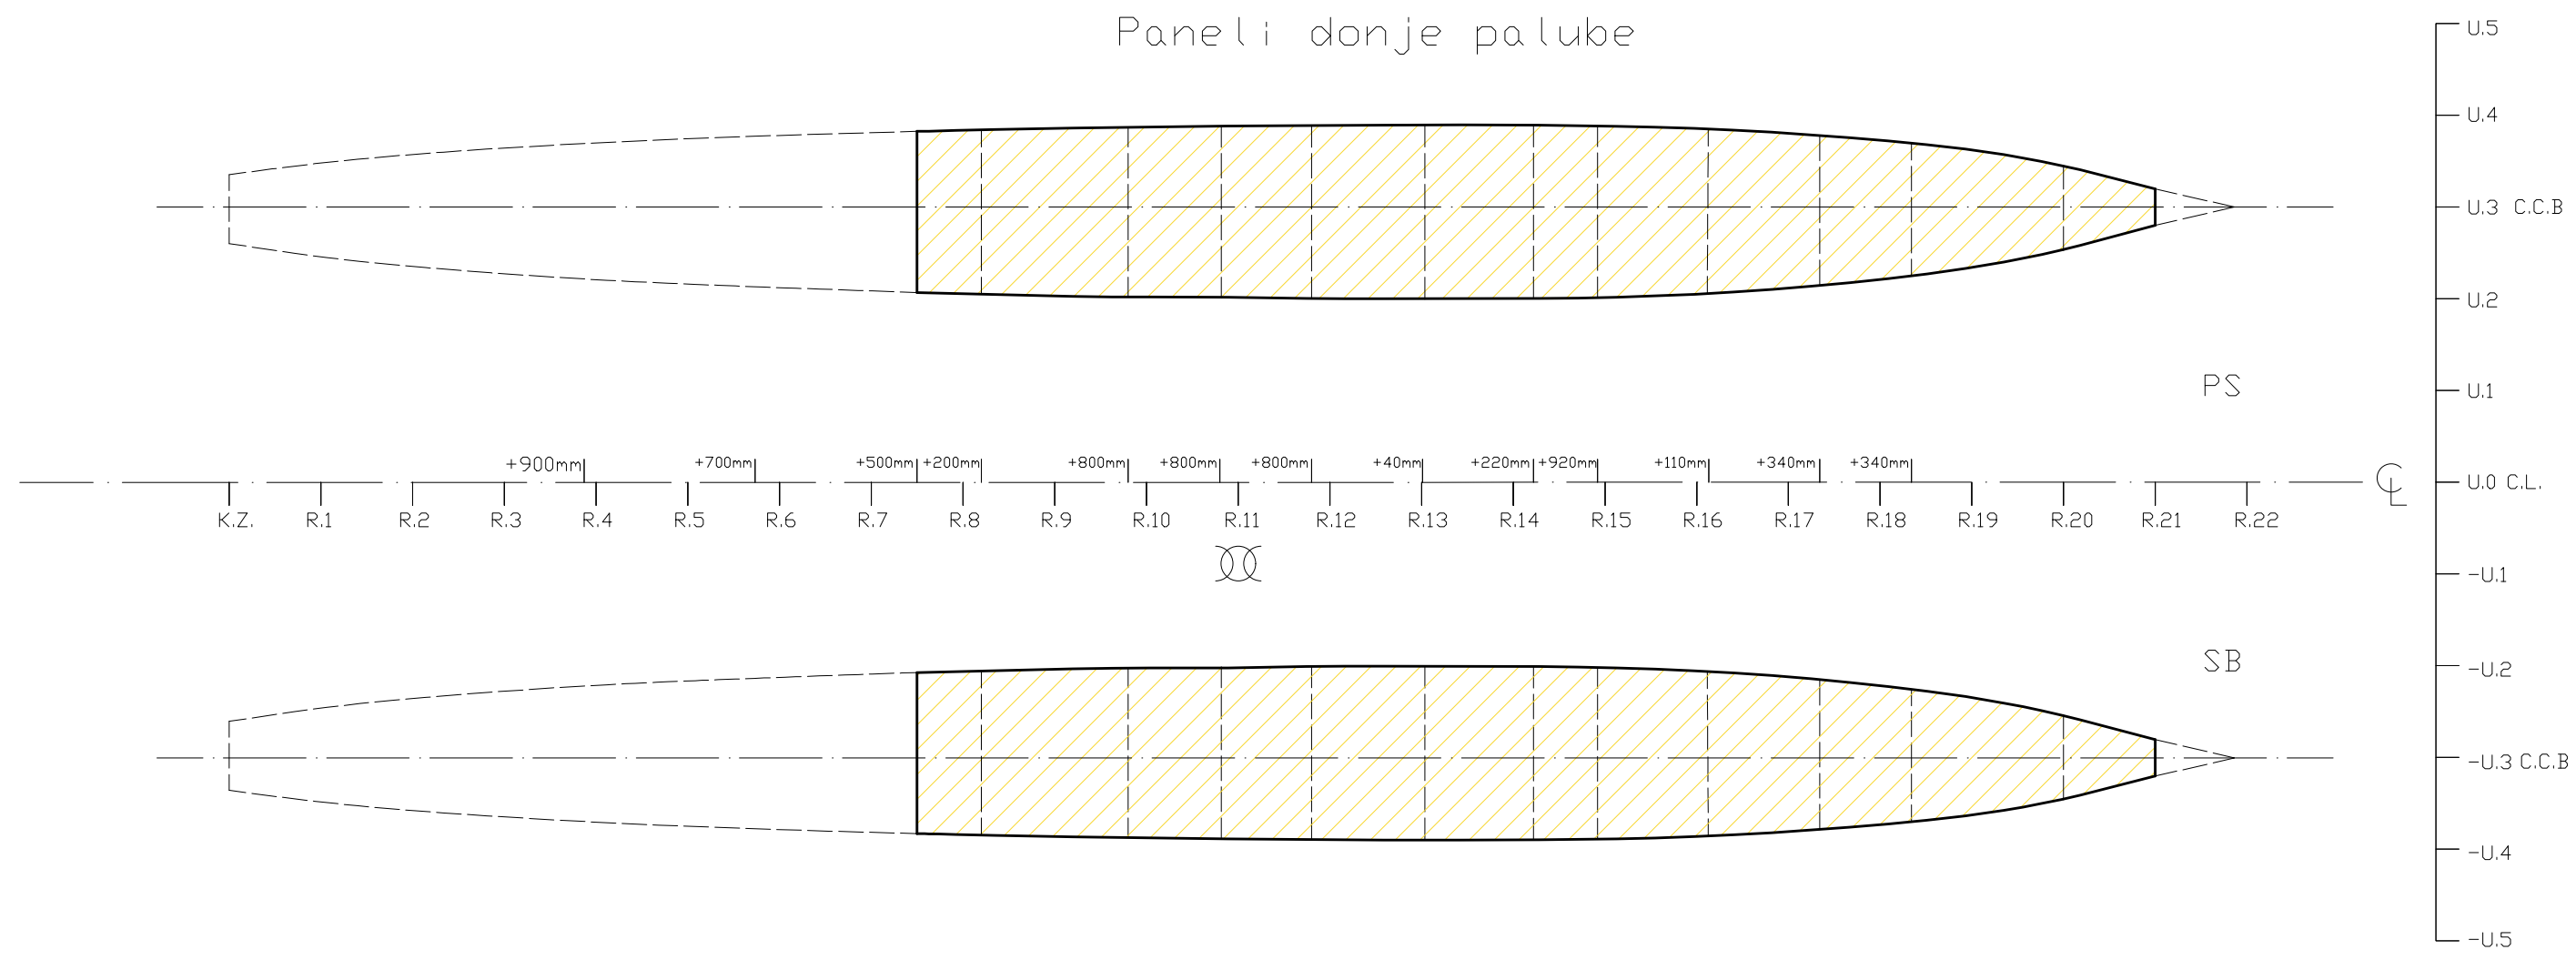 Paneli donje palube
U.5
U.4
U.3 C.C.B
U.2
PS
U.1
+900mm +700mm +500mm +200mm +800mm +800mm +800mm +40mm +220mm +920mm +110mm +340mm +340mm
U.0 C.L.
K.Z. R.1 R.2 R.3 R.4 R.5 R.6 R.7 R.8 R.9 R.10 R.11 R.12 R.13 R.14 R.15 R.16 R.17 R.18 R.19 R.20 R.21 R.22
CL
-U.1
SB
-U.2
-U.3 C.C.B
-U.4
-U.5